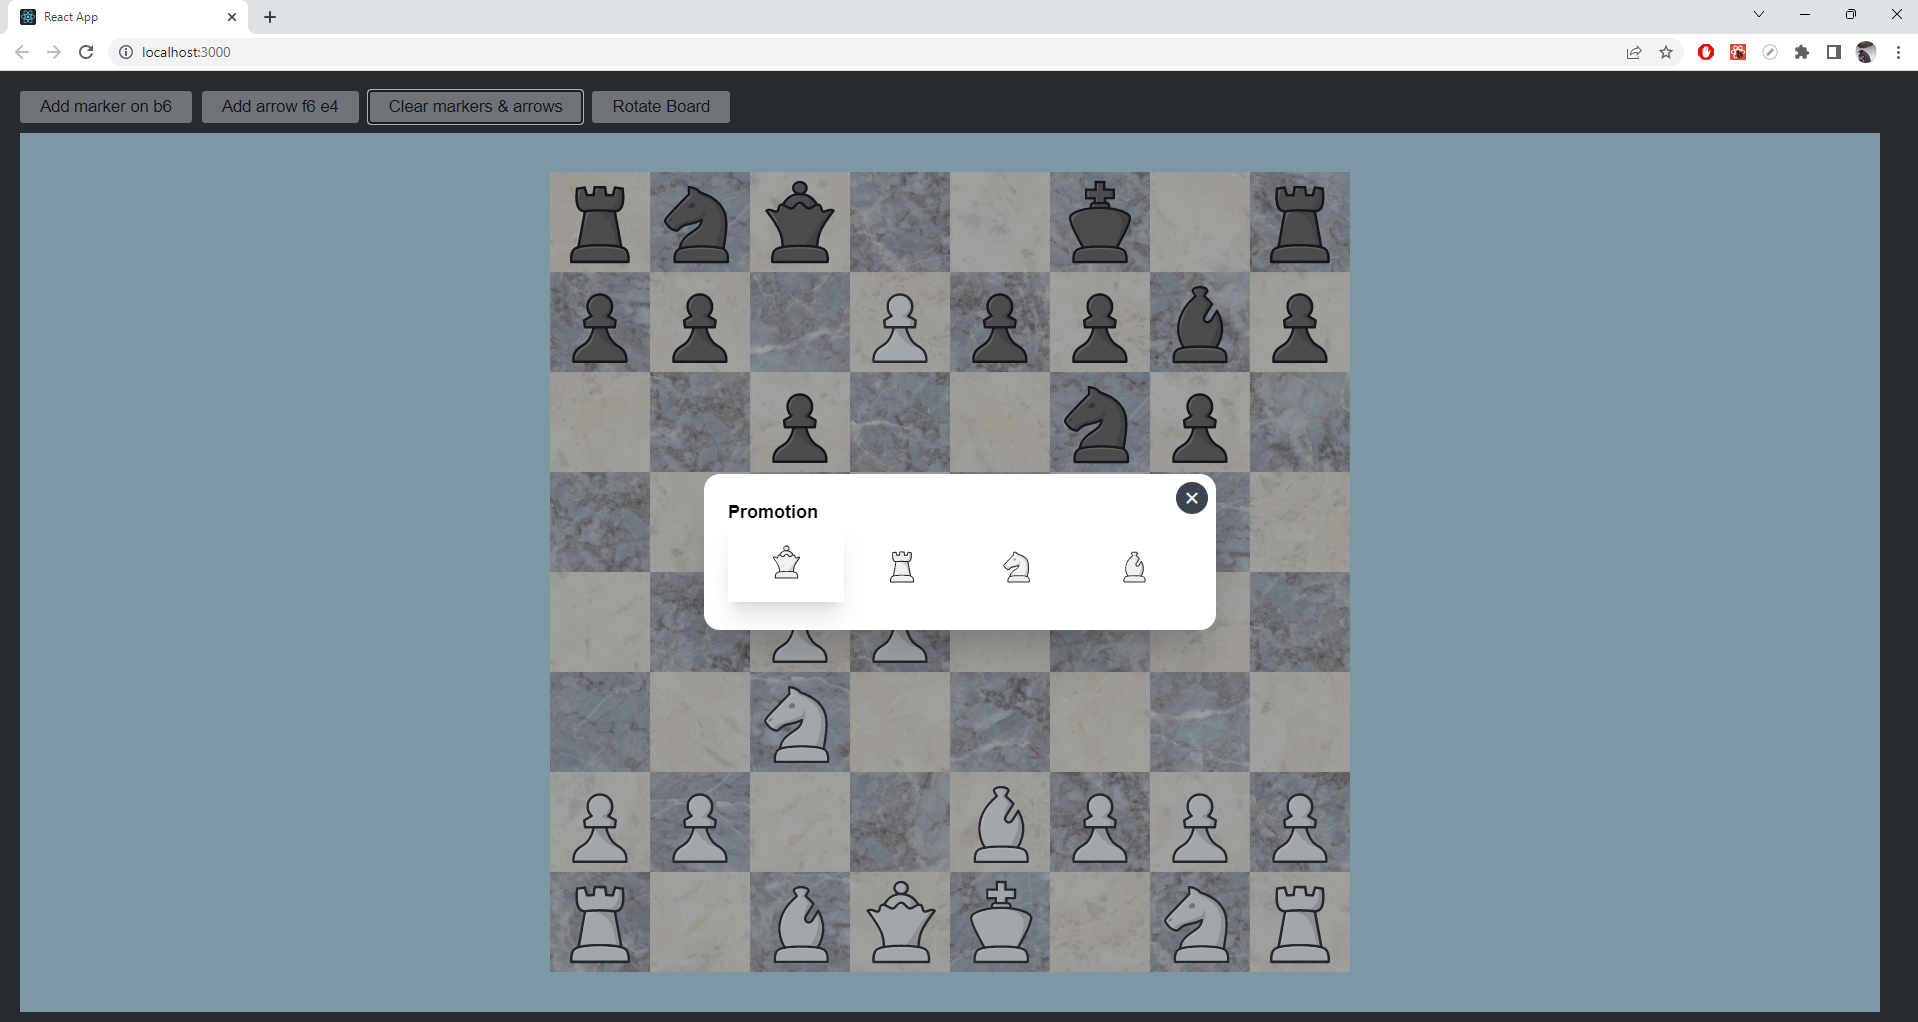 React App
localhost:3000
Add marker on b6
Add arrow f6 e4
Clear markers & arrows
Rotate Board
Promotion